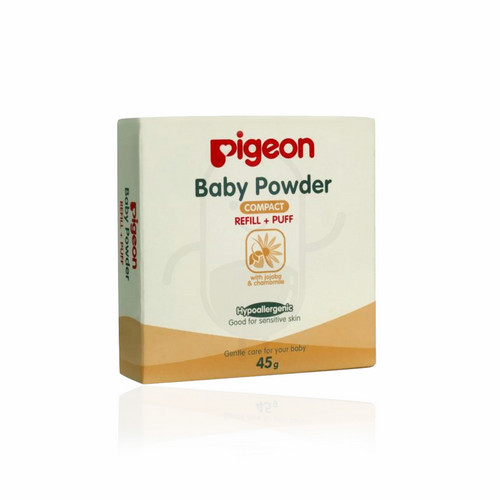 pigeon
Baby Powder
COMPACT
REFILL + PUFF
with jojoba
& chamomile
Hypoallergenic
Good for sensitive skin
Gentle care for your baby
45g
pigeon
Baby Powder
REFILL + PUFF